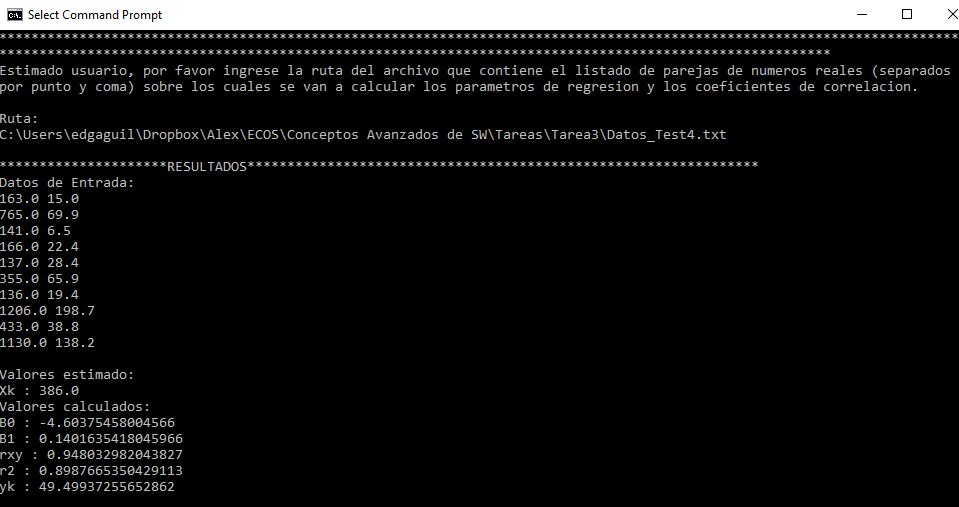 Select Command Prompt
************************************************************************************************************************
********************************************************************************************************
Estimado usuario, por favor ingrese la ruta del archivo que contiene el listado de parejas de numeros reales (separados
por punto y coma) sobre los cuales se van a calcular los parametros de regresion y los coeficientes de correlacion.
Ruta:
C:\Users\edgaguil\Dropbox\Alex\ECOS\Conceptos Avanzados de SW\Tareas\Tarea3\Datos_Test4.txt
*********************RESULTADOS****************************************************************
Datos de Entrada:
163.0 15.0
765.0 69.9
141.0 6.5
166.0 22.4
137.0 28.4
355.0 65.9
136.0 19.4
1206.0 198.7
433.0 38.8
1130.0 138.2
Valores estimado:
Xk : 386.0
Valores calculados:
B0 : -4.60375458004566
B1 : 0.1401635418045966
rxy : 0.948032982043827
r2 : 0.8987665350429113
yk : 49.49937255652862